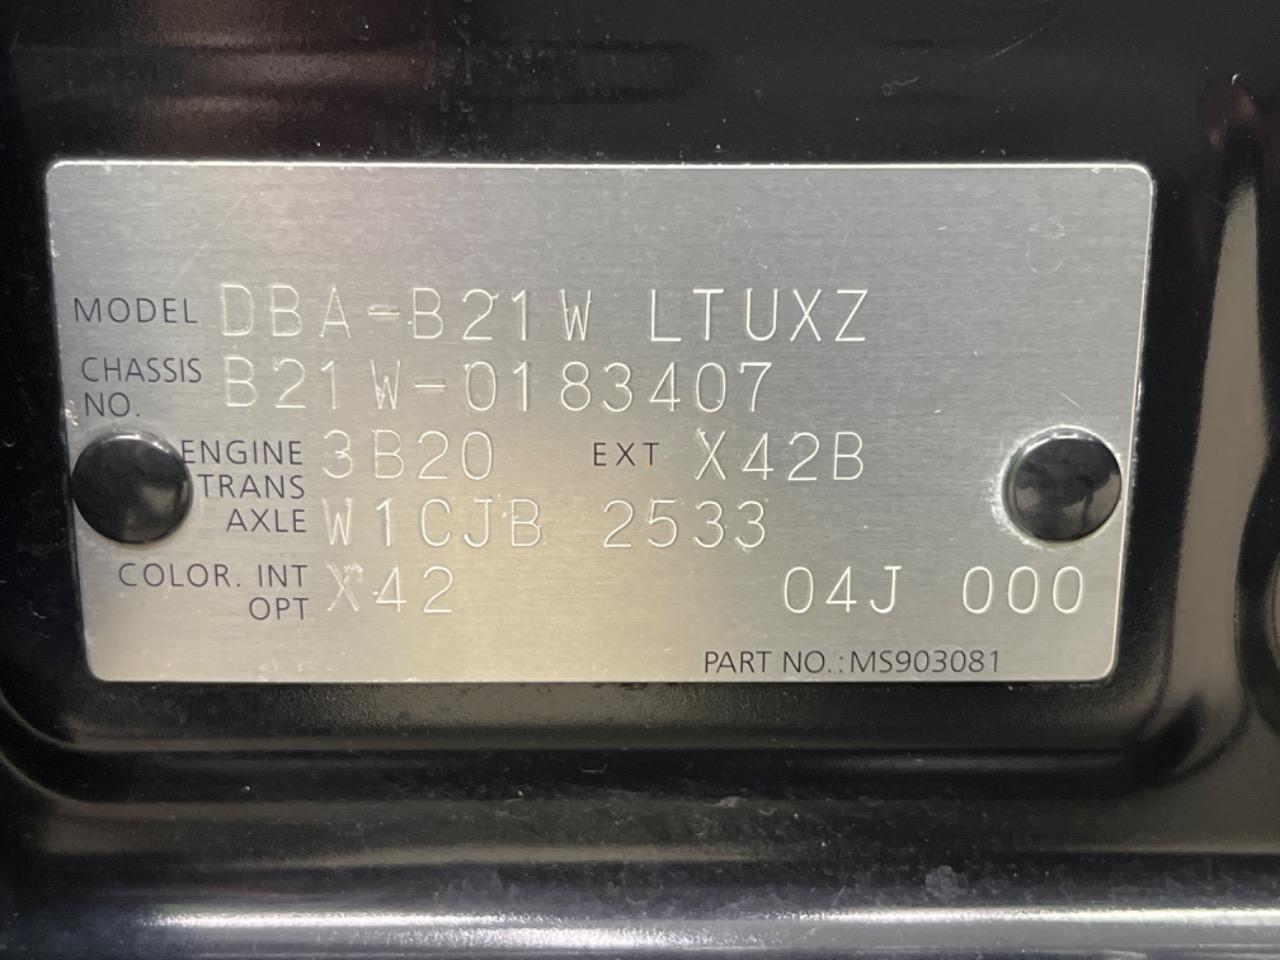 MODEL DBA-B21W LTUXZ
CHASSIS NO. B21W-0183407
ENGINE 3B20 EXT X42B
TRANS AXLE W1CJB 2533
COLOR. INT OPT X42 04J 000
PART NO.:MS903081